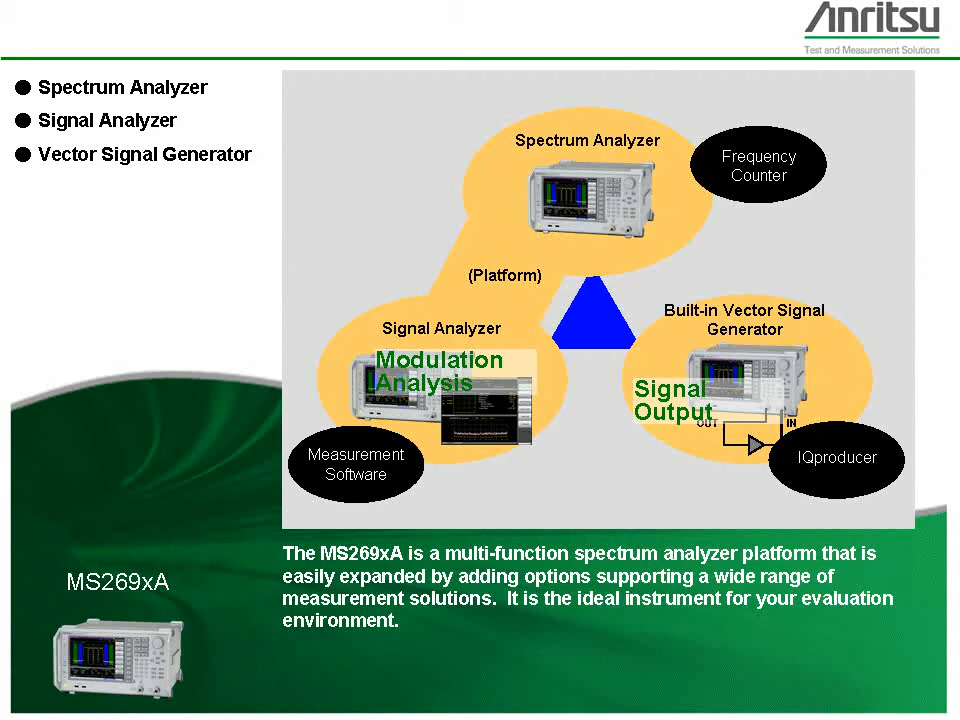 Anritsu
Test and Measurement Solutions
Spectrum Analyzer
Signal Analyzer
Vector Signal Generator
Spectrum Analyzer
Frequency
Counter
(Platform)
Signal Analyzer
Modulation
Analysis
Measurement
Software
Built-in Vector Signal
Generator
Signal
Output
OUT
IN
IQproducer
The MS269xA is a multi-function spectrum analyzer platform that is
easily expanded by adding options supporting a wide range of
measurement solutions. It is the ideal instrument for your evaluation
environment.
MS269xA